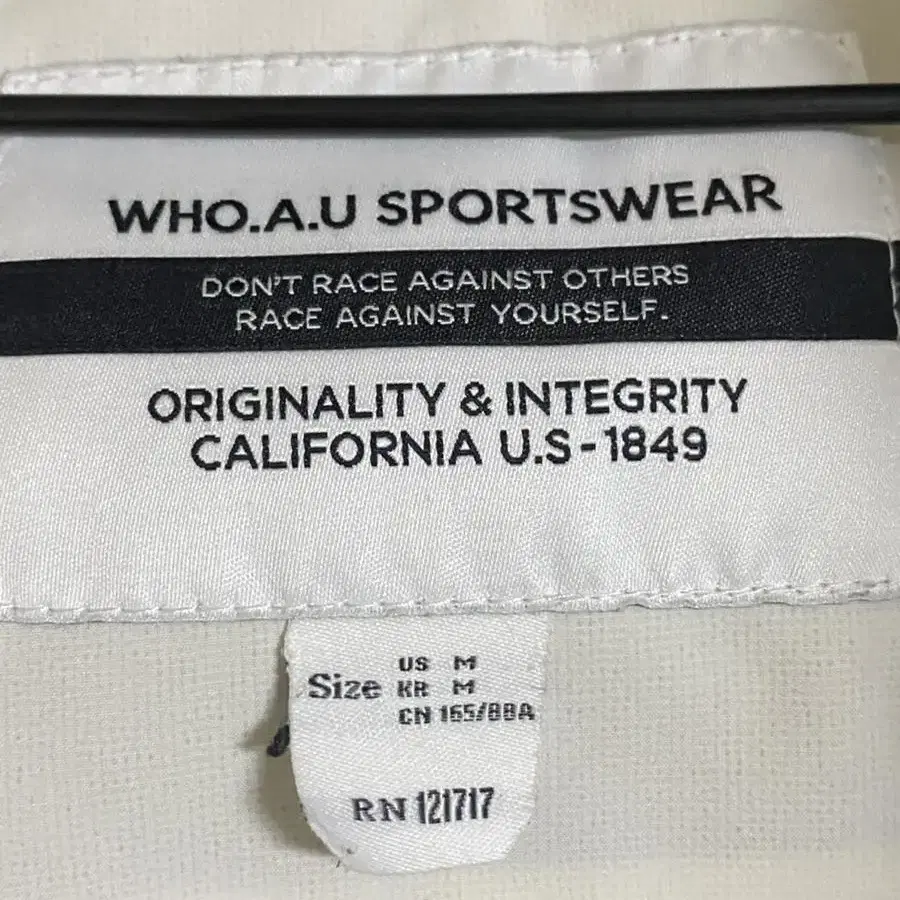 WHO.A.U SPORTSWEAR
DON'T RACE AGAINST OTHERS
RACE AGAINST YOURSELF.
ORIGINALITY & INTEGRITY
CALIFORNIA U.S-1849
Size
US M
KR M
CN 165/88A
RN 121717